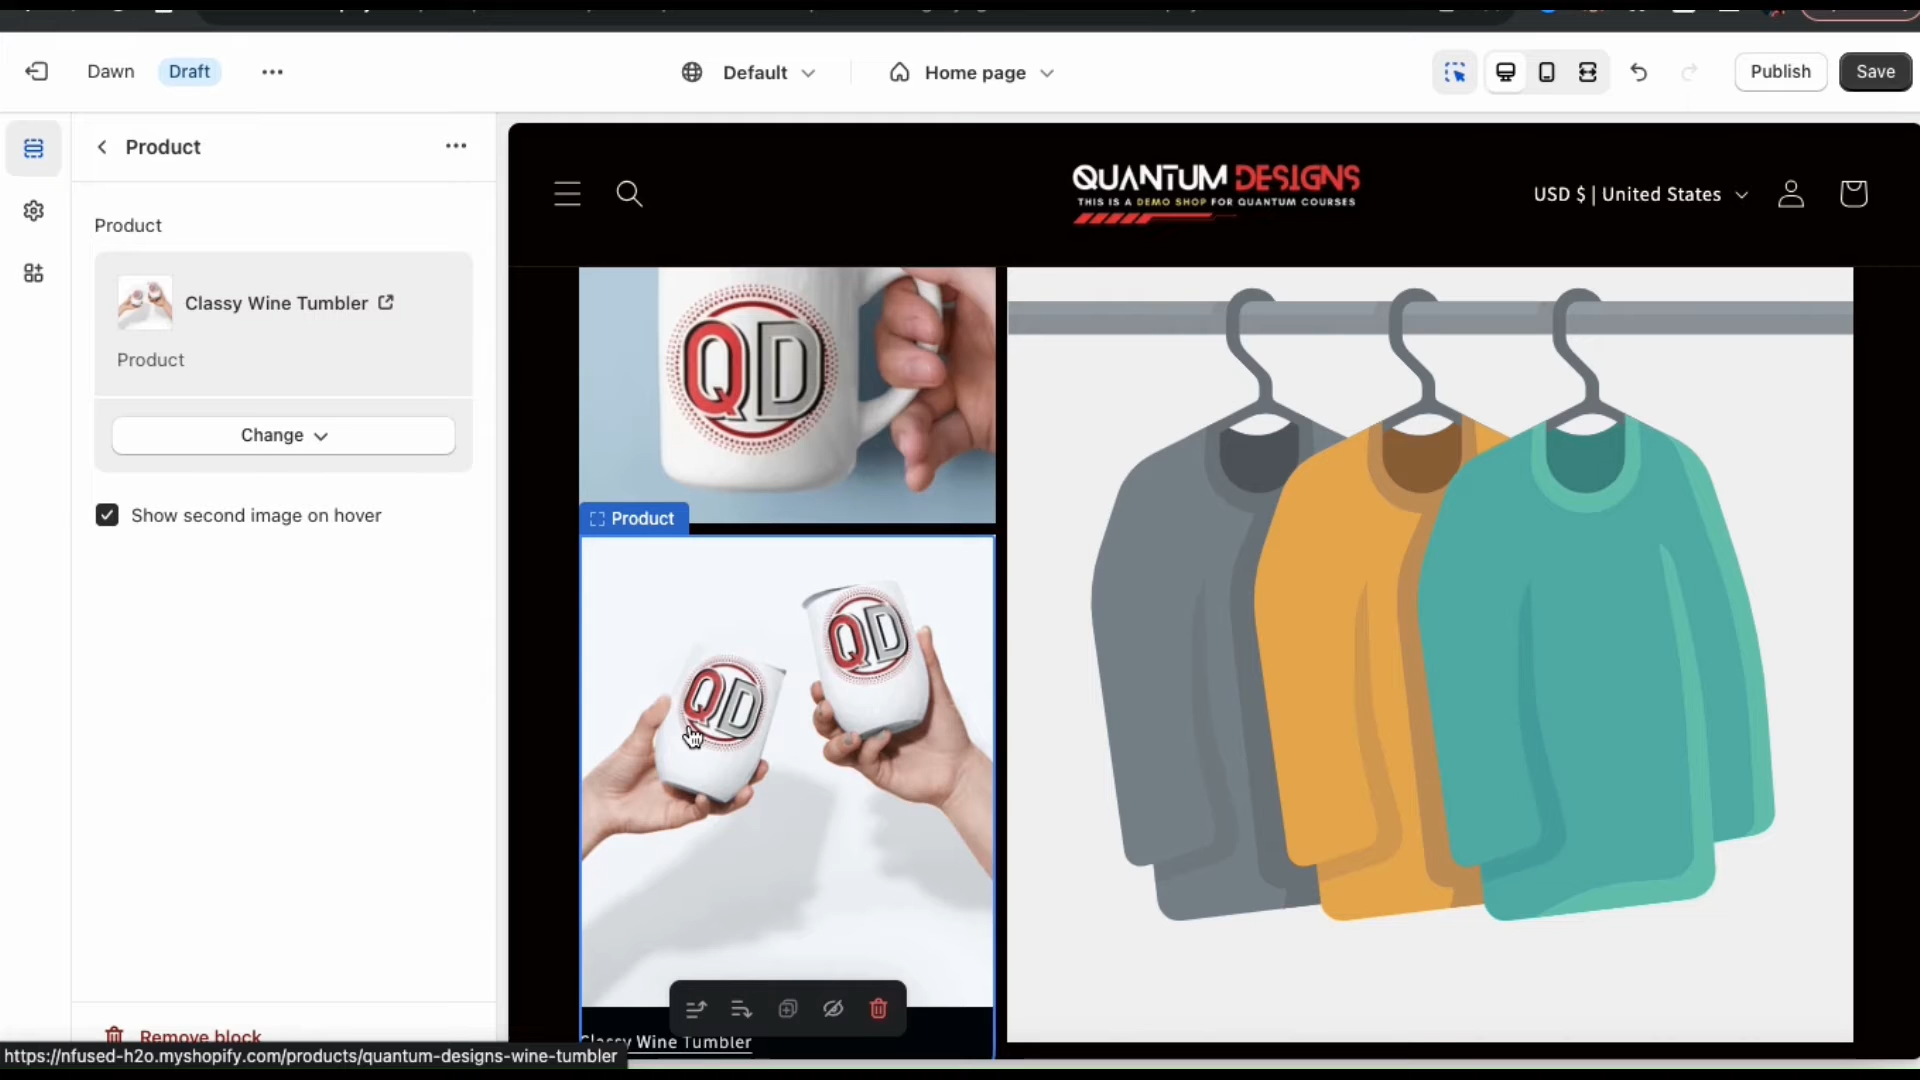 Dawn Draft
Default
Home page
Publish
Save
Product
Product
Classy Wine Tumbler
Product
Change
Show second image on hover
Remove block
https://nfused-h2o.myshopify.com/products/quantum-designs-wine-tumbler
QUANTUM DESIGNS
THIS IS A DEMO SHOP FOR QUANTUM COURSES
USD $ | United States
QD
Product
QD
QD
Classy Wine Tumbler